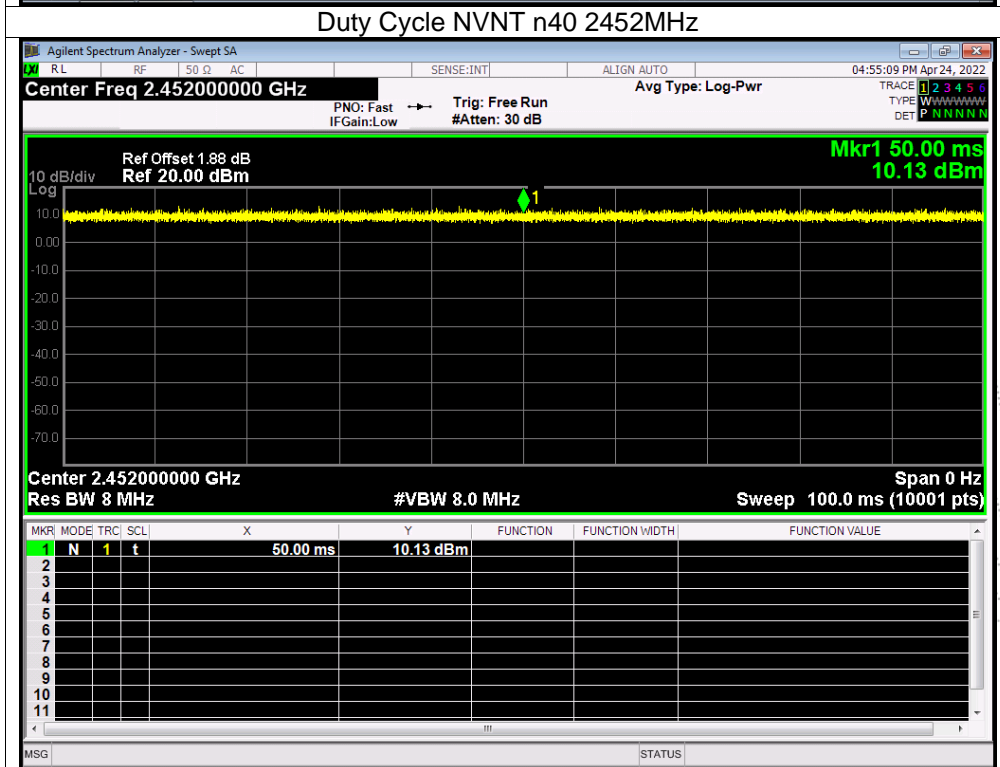 Duty Cycle NVNT n40 2452MHz
Agilent Spectrum Analyzer - Swept SA
LXI RL RF 50 Ω AC SENSE:INT ALIGN AUTO 04:55:09 PM Apr 24, 2022
Center Freq 2.452000000 GHz
PNO: Fast
IFGain:Low
Trig: Free Run
#Atten: 30 dB
Avg Type: Log-Pwr
TRACE 1 2 3 4 5 6
TYPE WWWWWW
DET P N N N N N
Ref Offset 1.88 dB
10 dB/div Ref 20.00 dBm
Log
Mkr1 50.00 ms
10.13 dBm
1
10.0
0.00
-10.0
-20.0
-30.0
-40.0
-50.0
-60.0
-70.0
Center 2.452000000 GHz Span 0 Hz
Res BW 8 MHz #VBW 8.0 MHz Sweep 100.0 ms (10001 pts)
MKR MODE TRC SCL X Y FUNCTION FUNCTION WIDTH FUNCTION VALUE
1 N 1 t 50.00 ms 10.13 dBm
2
3
4
5
6
7
8
9
10
11
MSG STATUS